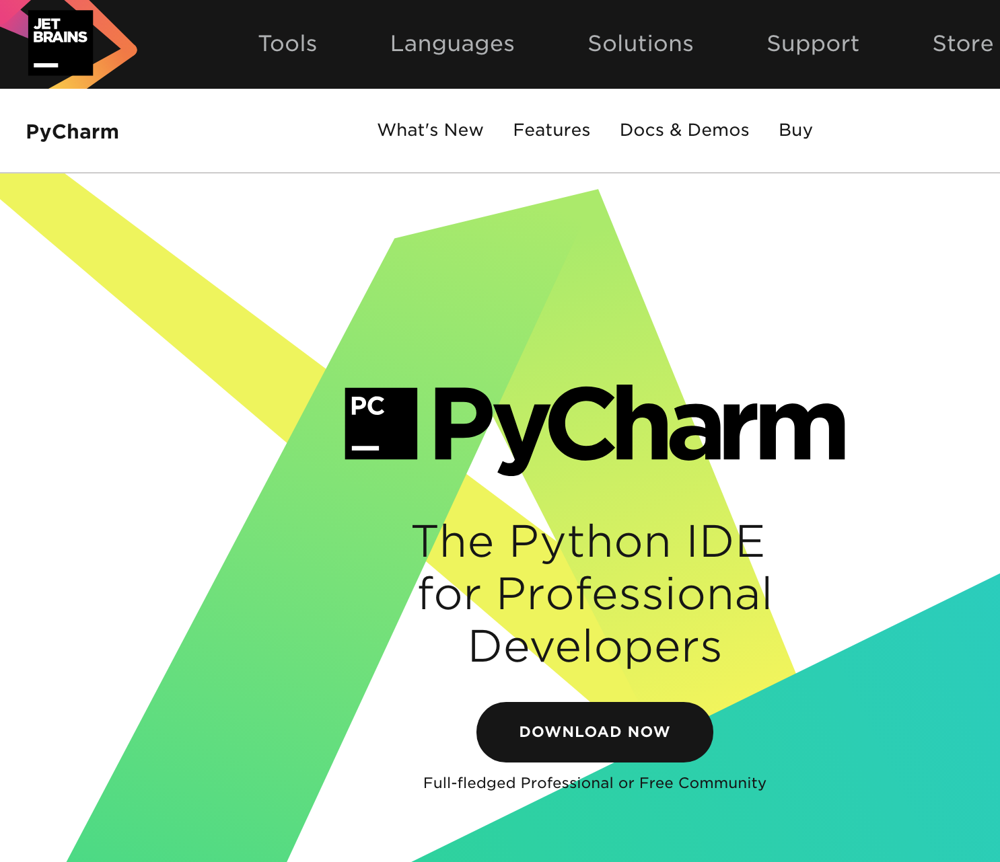 JET
BRAINS
Tools Languages Solutions Support Store
PyCharm What's New Features Docs & Demos Buy
PC PyCharm
The Python IDE
for Professional
Developers
DOWNLOAD NOW
Full-fledged Professional or Free Community